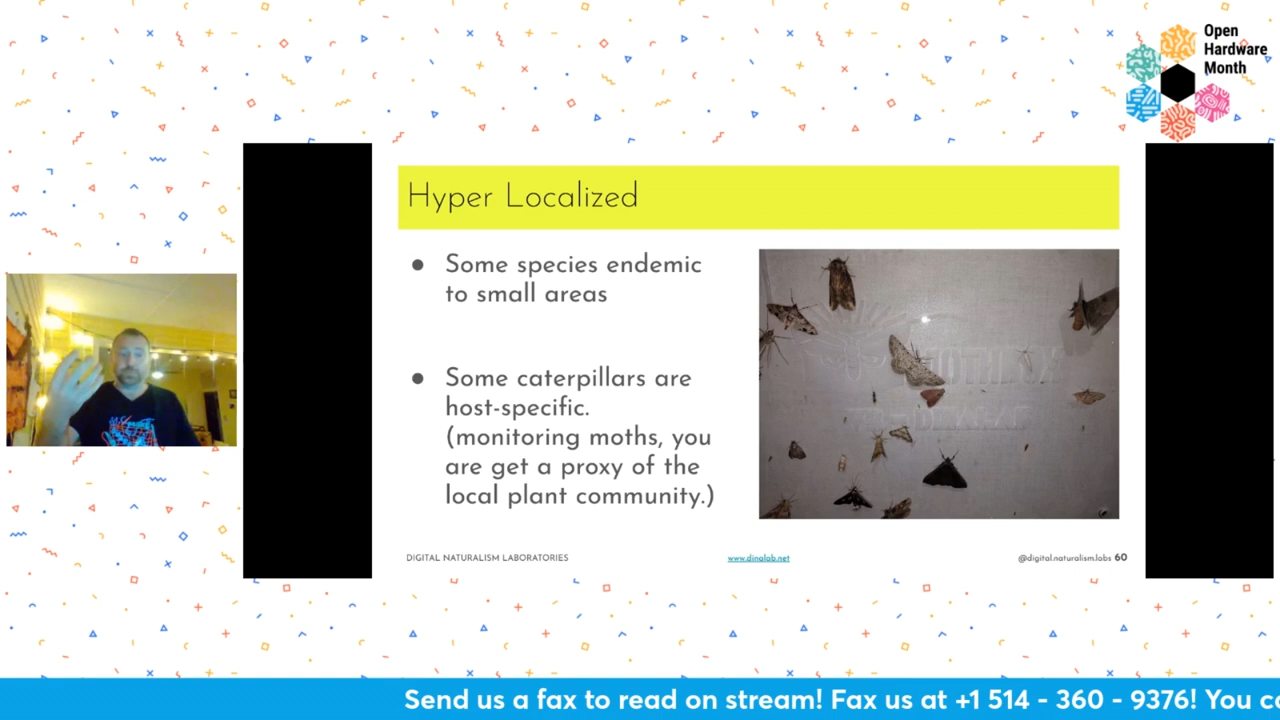 Open
Hardware
Month
Hyper Localized
● Some species endemic
to small areas
● Some caterpillars are
host-specific.
(monitoring moths, you
are get a proxy of the
local plant community.)
MOTHBOX
DIGITAL NATURALISM LABORATORIES
www.dinalab.net
@digital.naturalism.labs 60
Send us a fax to read on stream! Fax us at +1 514 - 360 - 9376! You c